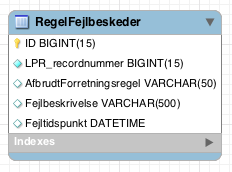 RegelFejlbeskeder
ID BIGINT(15)
LPR_recordnummer BIGINT(15)
AfbrudtForretningsregel VARCHAR(50)
Fejlbeskrivelse VARCHAR(500)
Fejltidspunkt DATETIME
Indexes